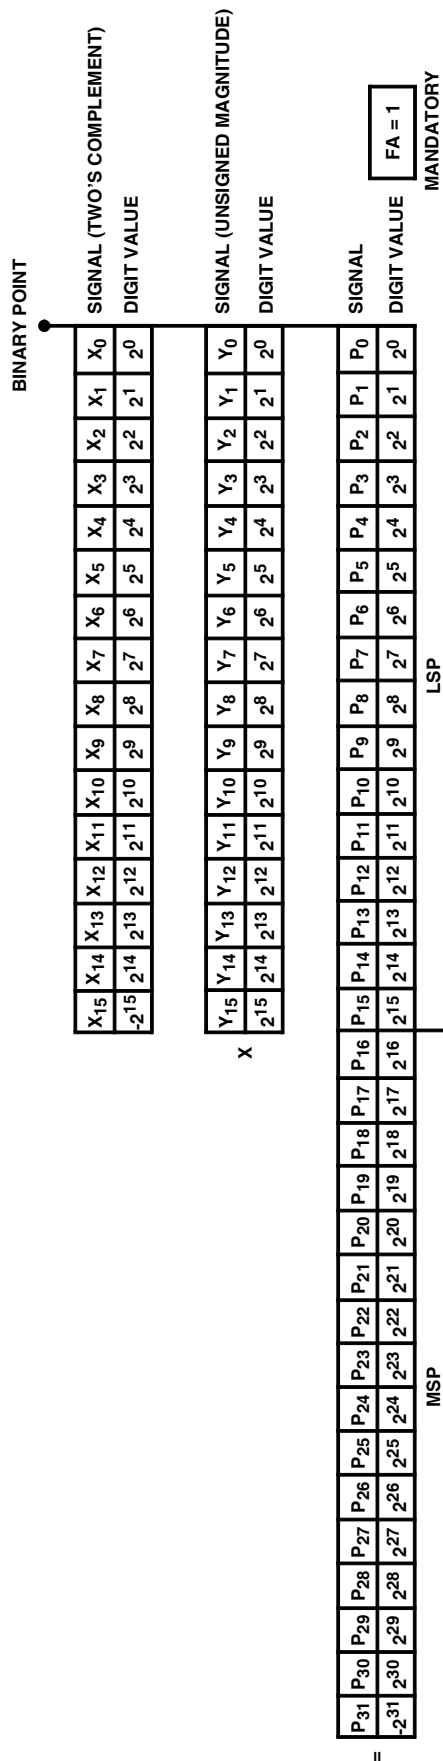 BINARY POINT
X15 X14 X13 X12 X11 X10 X9 X8 X7 X6 X5 X4 X3 X2 X1 X0 SIGNAL (TWO'S COMPLEMENT)
-2^15 2^14 2^13 2^12 2^11 2^10 2^9 2^8 2^7 2^6 2^5 2^4 2^3 2^2 2^1 2^0 DIGIT VALUE
Y15 Y14 Y13 Y12 Y11 Y10 Y9 Y8 Y7 Y6 Y5 Y4 Y3 Y2 Y1 Y0 SIGNAL (UNSIGNED MAGNITUDE)
X 2^15 2^14 2^13 2^12 2^11 2^10 2^9 2^8 2^7 2^6 2^5 2^4 2^3 2^2 2^1 2^0 DIGIT VALUE
P31 P30 P29 P28 P27 P26 P25 P24 P23 P22 P21 P20 P19 P18 P17 P16 P15 P14 P13 P12 P11 P10 P9 P8 P7 P6 P5 P4 P3 P2 P1 P0 SIGNAL
= -2^31 2^30 2^29 2^28 2^27 2^26 2^25 2^24 2^23 2^22 2^21 2^20 2^19 2^18 2^17 2^16 2^15 2^14 2^13 2^12 2^11 2^10 2^9 2^8 2^7 2^6 2^5 2^4 2^3 2^2 2^1 2^0 DIGIT VALUE
FA = 1
MSP LSP MANDATORY